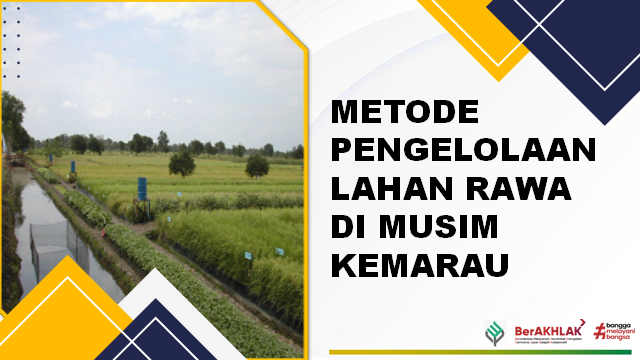 METODE
PENGELOLAAN
LAHAN RAWA
DI MUSIM
KEMARAU
BerAKHLAK
#bangga
melayani
bangsa